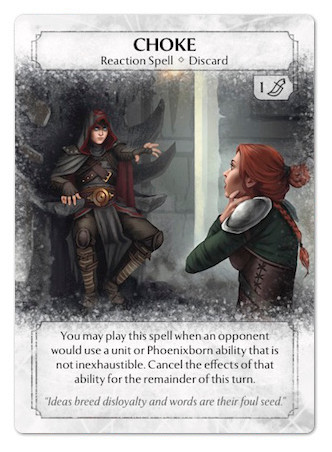 CHOKE
Reaction Spell ⋄ Discard
1
You may play this spell when an opponent
would use a unit or Phoenixborn ability that is
not inexhaustible. Cancel the effects of that
ability for the remainder of this turn.
"Ideas breed disloyalty and words are their foul seed."